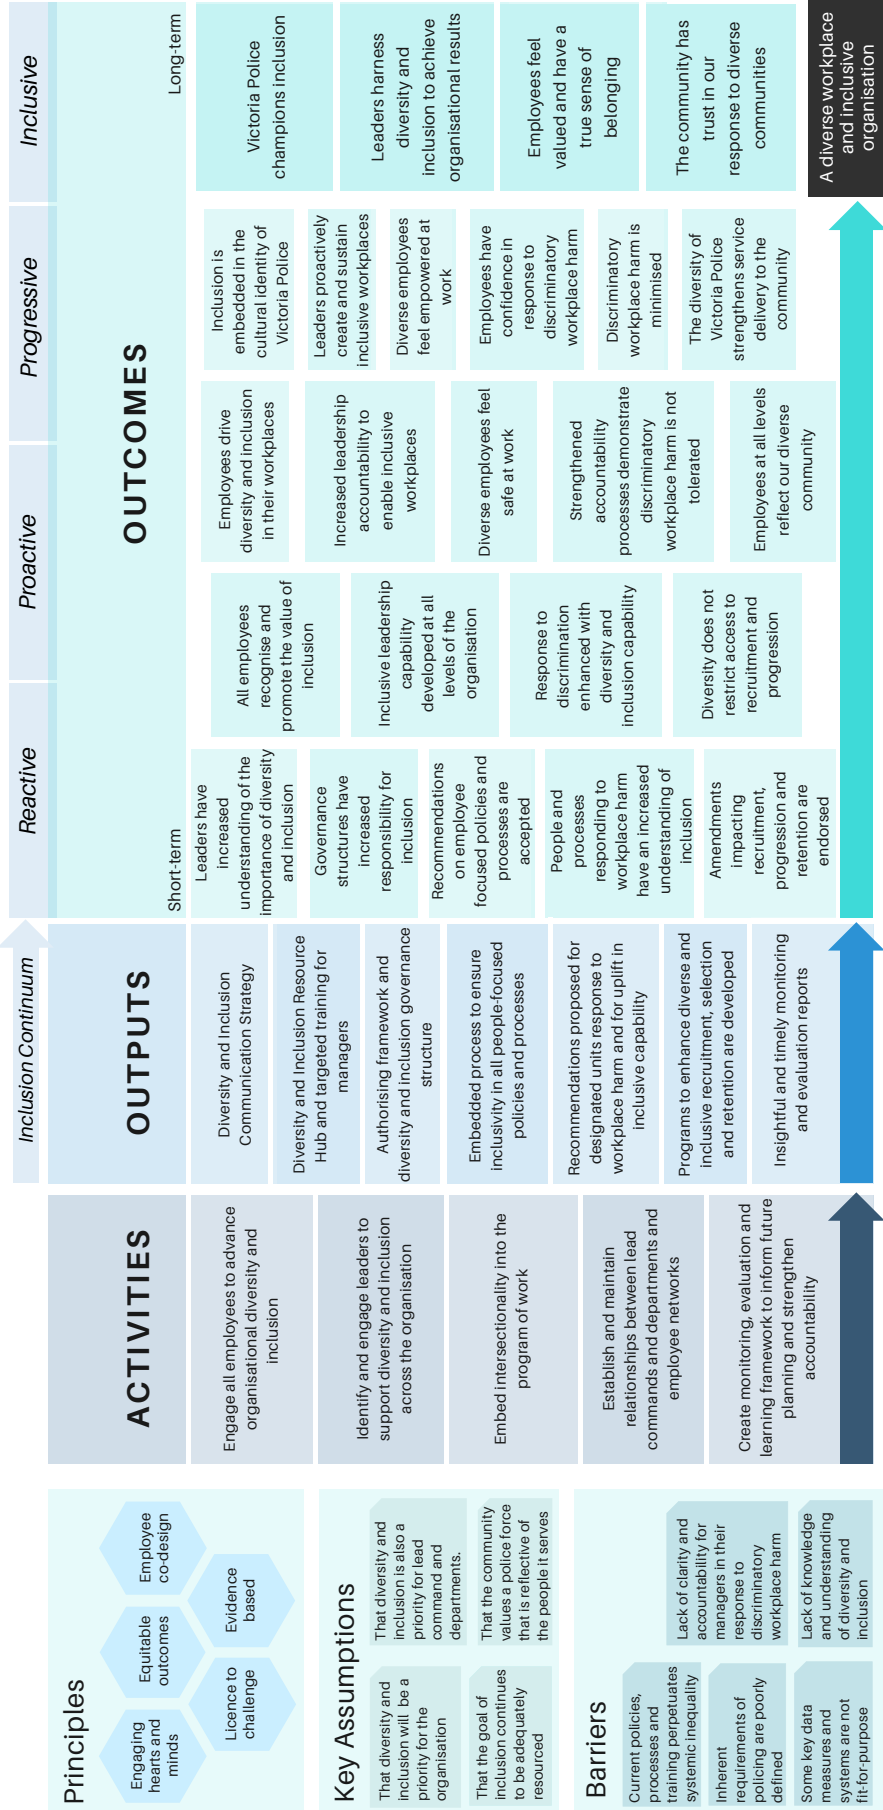 Principles
Engaging
hearts and
minds
Equitable
outcomes
Employee
co-design
Licence to
challenge
Evidence
based
Key Assumptions
That diversity and
inclusion will be a
priority for the
organisation
That diversity and
inclusion is also a
priority for lead
command and
departments.
That the goal of
inclusion continues
to be adequately
resourced
That the community
values a police force
that is reflective of
the people it serves
Barriers
Current policies,
processes and
training perpetuates
systemic inequality
Lack of clarity and
accountability for
managers in their
response to
discriminatory
workplace harm
Inherent
requirements of
policing are poorly
defined
Some key data
measures and
systems are not
fit-for-purpose
Lack of knowledge
and understanding
of diversity and
inclusion
ACTIVITIES
Engage all employees to advance
organisational diversity and
inclusion
Identify and engage leaders to
support diversity and inclusion
across the organisation
Embed intersectionality into the
program of work
Establish and maintain
relationships between lead
commands and departments and
employee networks
Create monitoring, evaluation and
learning framework to inform future
planning and strengthen
accountability
Inclusion Continuum
OUTPUTS
Diversity and Inclusion
Communication Strategy
Diversity and Inclusion Resource
Hub and targeted training for
managers
Authorising framework and
diversity and inclusion governance
structure
Embedded process to ensure
inclusivity in all people-focused
policies and processes
Recommendations proposed for
designated units response to
workplace harm and for uplift in
inclusive capability
Programs to enhance diverse and
inclusive recruitment, selection
and retention are developed
Insightful and timely monitoring
and evaluation reports
Reactive
Proactive
Progressive
Inclusive
OUTCOMES
Short-term
Long-term
Leaders have
increased
understanding of the
importance of diversity
and inclusion
Governance
structures have
increased
responsibility for
inclusion
Recommendations
on employee
focused policies and
processes are
accepted
People and
processes
responding to
workplace harm
have an increased
understanding of
inclusion
Amendments
impacting
recruitment,
progression and
retention are
endorsed
All employees
recognise and
promote the value of
inclusion
Inclusive leadership
capability
developed at all
levels of the
organisation
Response to
discrimination
enhanced with
diversity and
inclusion capability
Diversity does not
restrict access to
recruitment and
progression
Employees drive
diversity and inclusion
in their workplaces
Increased leadership
accountability to
enable inclusive
workplaces
Diverse employees feel
safe at work
Strengthened
accountability
processes demonstrate
discriminatory
workplace harm is not
tolerated
Employees at all levels
reflect our diverse
community
Inclusion is
embedded in the
cultural identity of
Victoria Police
Leaders proactively
create and sustain
inclusive workplaces
Diverse employees
feel empowered at
work
Employees have
confidence in
response to
discriminatory
workplace harm
Discriminatory
workplace harm is
minimised
The diversity of
Victoria Police
strengthens service
delivery to the
community
Victoria Police
champions inclusion
Leaders harness
diversity and
inclusion to achieve
organisational results
Employees feel
valued and have a
true sense of
belonging
The community has
trust in our
response to diverse
communities
A diverse workplace
and inclusive
organisation